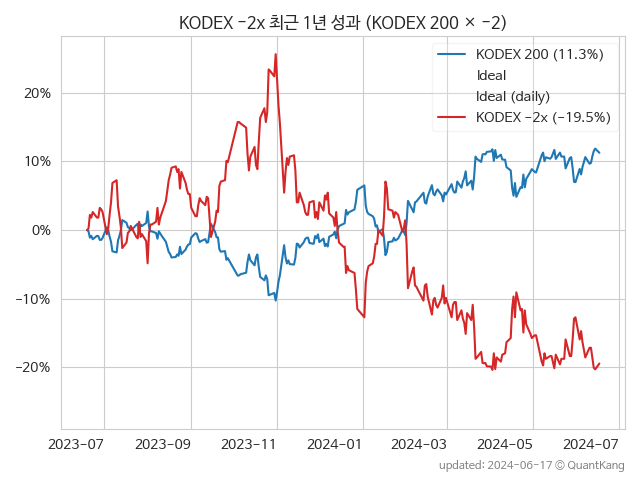 KODEX -2x 최근 1년 성과 (KODEX 200 × -2)
KODEX 200 (11.3%)
Ideal
Ideal (daily)
KODEX -2x (-19.5%)
20%
10%
0%
-10%
-20%
2023-07 2023-09 2023-11 2024-01 2024-03 2024-05 2024-07
updated: 2024-06-17 © QuantKang